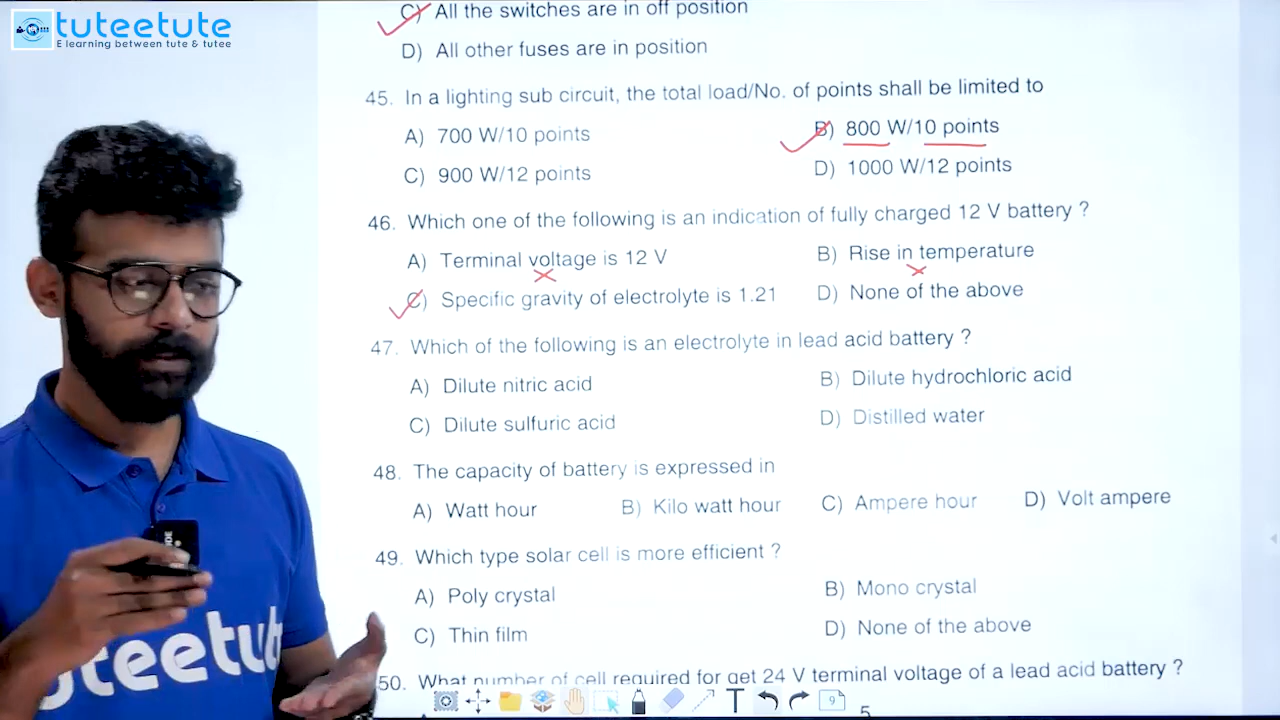 tuteetute
E learning between tute & tutee
C) All the switches are in off position
D) All other fuses are in position
45. In a lighting sub circuit, the total load/No. of points shall be limited to
A) 700 W/10 points B) 800 W/10 points
C) 900 W/12 points D) 1000 W/12 points
46. Which one of the following is an indication of fully charged 12 V battery ?
A) Terminal voltage is 12 V B) Rise in temperature
C) Specific gravity of electrolyte is 1.21 D) None of the above
47. Which of the following is an electrolyte in lead acid battery ?
A) Dilute nitric acid B) Dilute hydrochloric acid
C) Dilute sulfuric acid D) Distilled water
48. The capacity of battery is expressed in
A) Watt hour B) Kilo watt hour C) Ampere hour D) Volt ampere
49. Which type solar cell is more efficient ?
A) Poly crystal B) Mono crystal
C) Thin film D) None of the above
50. What number of cell required for get 24 V terminal voltage of a lead acid battery ?
T 9
5